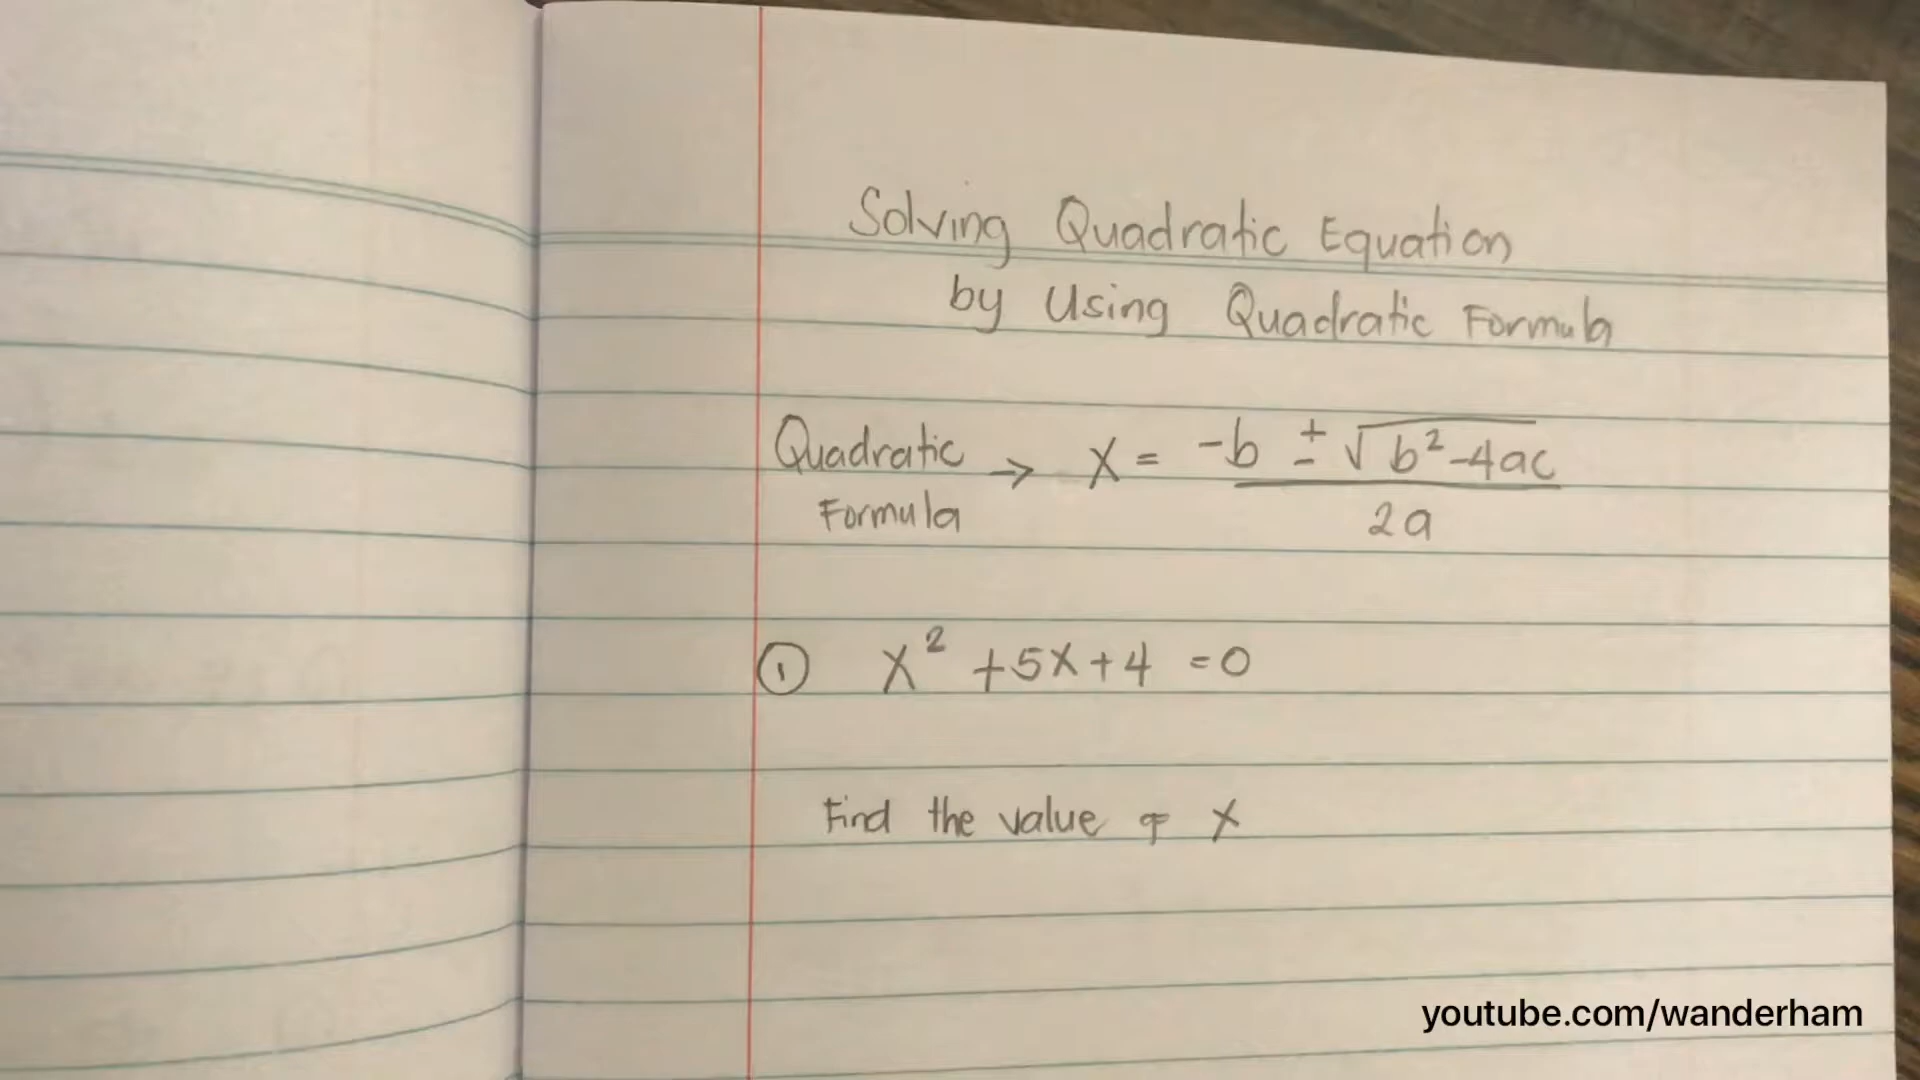 Solving Quadratic Equation
by Using Quadratic Formula
Quadratic Formula → x = -b ± √b²-4ac / 2a
① x² +5x+4 =0
Find the value of x
youtube.com/wanderham